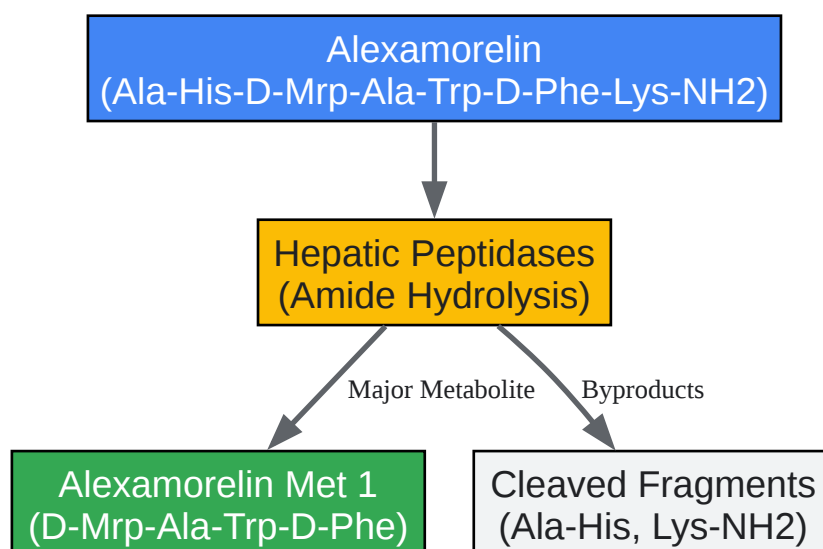 Alexamorelin
(Ala-His-D-Mrp-Ala-Trp-D-Phe-Lys-NH2)
Hepatic Peptidases
(Amide Hydrolysis)
Major Metabolite
Byproducts
Alexamorelin Met 1
(D-Mrp-Ala-Trp-D-Phe)
Cleaved Fragments
(Ala-His, Lys-NH2)